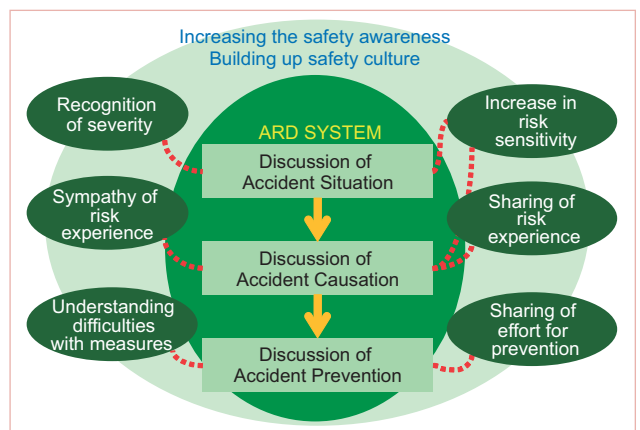 Increasing the safety awareness
Building up safety culture
Recognition
of severity
Increase in
risk
sensitivity
ARD SYSTEM
Discussion of
Accident Situation
Sympathy of
risk
experience
Sharing of
risk
experience
Discussion of
Accident Causation
Understanding
difficulties
with measures
Sharing of
effort for
prevention
Discussion of
Accident Prevention